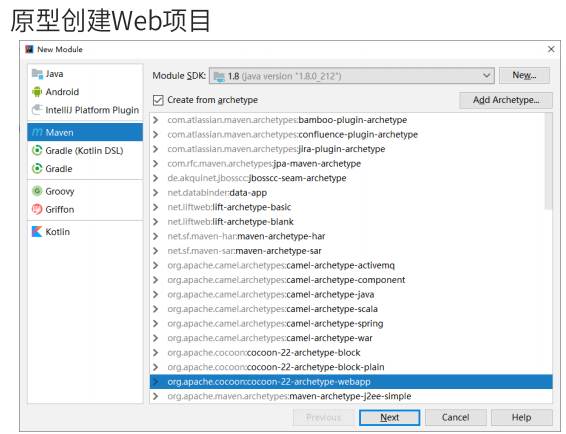 原型创建Web项目
New Module
Java
Android
IntelliJ Platform Plugin
Maven
Gradle (Kotlin DSL)
Gradle
Groovy
Griffon
Kotlin
Module SDK: 1.8 (java version "1.8.0_212") New...
Create from archetype Add Archetype...
com.atlassian.maven.archetypes:bamboo-plugin-archetype
com.atlassian.maven.archetypes:confluence-plugin-archetype
com.atlassian.maven.archetypes:jira-plugin-archetype
com.rfc.maven.archetypes:jpa-maven-archetype
de.akquinet.jbosscc:jbosscc-seam-archetype
net.databinder:data-app
net.liftweb:lift-archetype-basic
net.liftweb:lift-archetype-blank
net.sf.maven-har:maven-archetype-har
net.sf.maven-sar:maven-archetype-sar
org.apache.camel.archetypes:camel-archetype-activemq
org.apache.camel.archetypes:camel-archetype-component
org.apache.camel.archetypes:camel-archetype-java
org.apache.camel.archetypes:camel-archetype-scala
org.apache.camel.archetypes:camel-archetype-spring
org.apache.camel.archetypes:camel-archetype-war
org.apache.cocoon:cocoon-22-archetype-block
org.apache.cocoon:cocoon-22-archetype-block-plain
org.apache.cocoon:cocoon-22-archetype-webapp
org.apache.maven.archetypes:maven-archetype-j2ee-simple
Previous Next Cancel Help